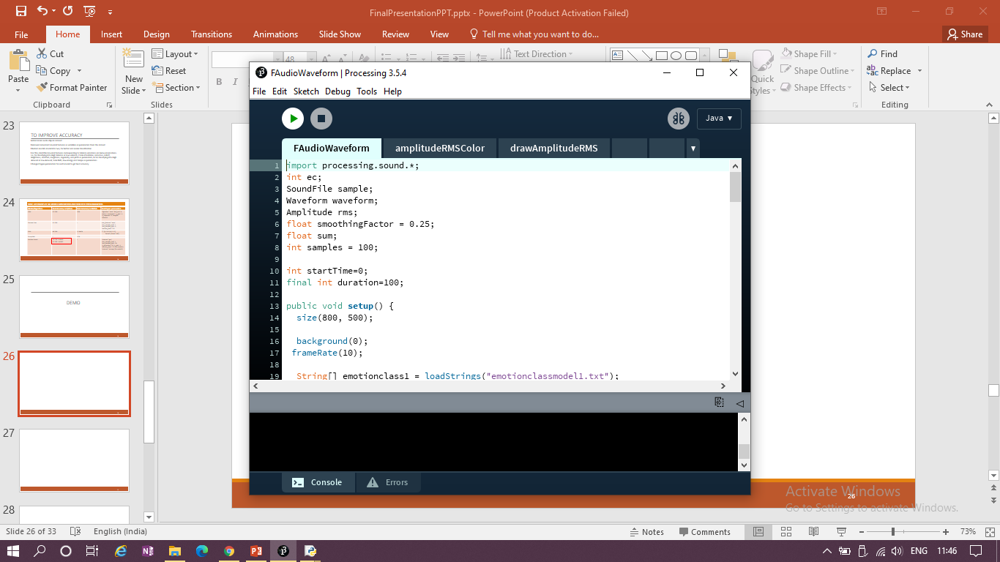 FinalPresentationPPT.pptx - PowerPoint (Product Activation Failed)
File Home Insert Design Transitions Animations Slide Show Review View Tell me what you want to do... Share
Paste
Cut
Copy
Format Painter
Clipboard
New
Slide
Layout
Reset
Section
Slides
48
B I
Text Direction
Quick
Styles
Shape Fill
Shape Outline
Shape Effects
Find
Replace
Select
Editing
23
TO IMPROVE ACCURACY
24
25
DEMO
26
27
28
FAudioWaveform | Processing 3.5.4
File Edit Sketch Debug Tools Help
Java ▼
FAudioWaveform amplitudeRMSColor drawAmplitudeRMS ▼
1 import processing.sound.*;
2 int ec;
3 SoundFile sample;
4 Waveform waveform;
5 Amplitude rms;
6 float smoothingFactor = 0.25;
7 float sum;
8 int samples = 100;
9
10 int startTime=0;
11 final int duration=100;
12
13 public void setup() {
14 size(800, 500);
15
16 background(0);
17 frameRate(10);
18
19 String[] emotionclass1 = loadStrings("emotionclassmodel1.txt");
Console Errors
Activate Windows
26
Go to Settings to activate Windows.
Slide 26 of 33 English (India) Notes Comments 73%
ENG 11:46